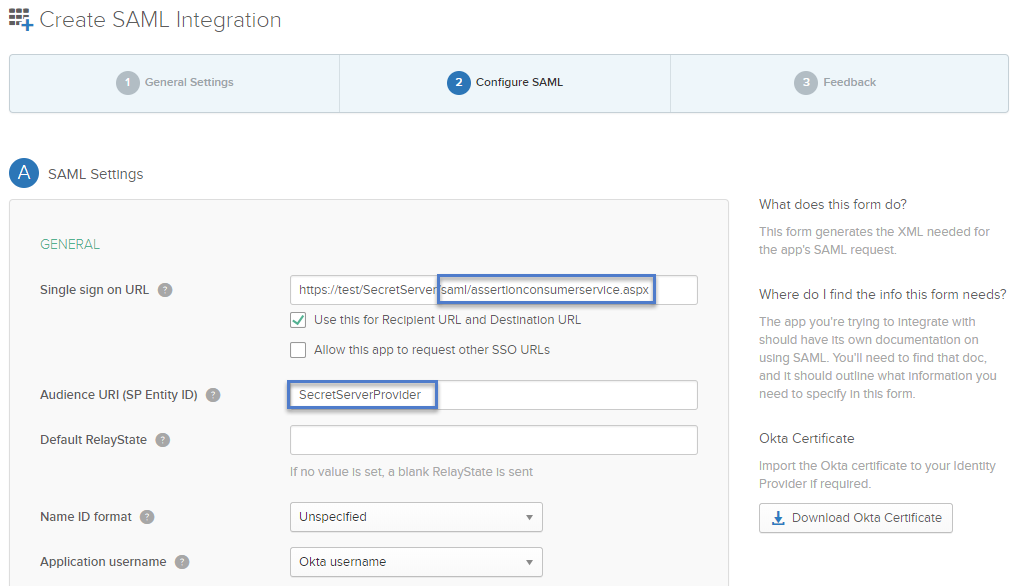 Create SAML Integration
1 General Settings
2 Configure SAML
3 Feedback
A SAML Settings
GENERAL
Single sign on URL ?
https://test/SecretServer/saml/assertionconsumerservice.aspx
Use this for Recipient URL and Destination URL
Allow this app to request other SSO URLs
Audience URI (SP Entity ID) ?
SecretServerProvider
Default RelayState ?
If no value is set, a blank RelayState is sent
Name ID format ?
Unspecified
Application username ?
Okta username
What does this form do?
This form generates the XML needed for
the app's SAML request.
Where do I find the info this form needs?
The app you're trying to integrate with
should have its own documentation on
using SAML. You'll need to find that doc,
and it should outline what information you
need to specify in this form.
Okta Certificate
Import the Okta certificate to your Identity
Provider if required.
Download Okta Certificate